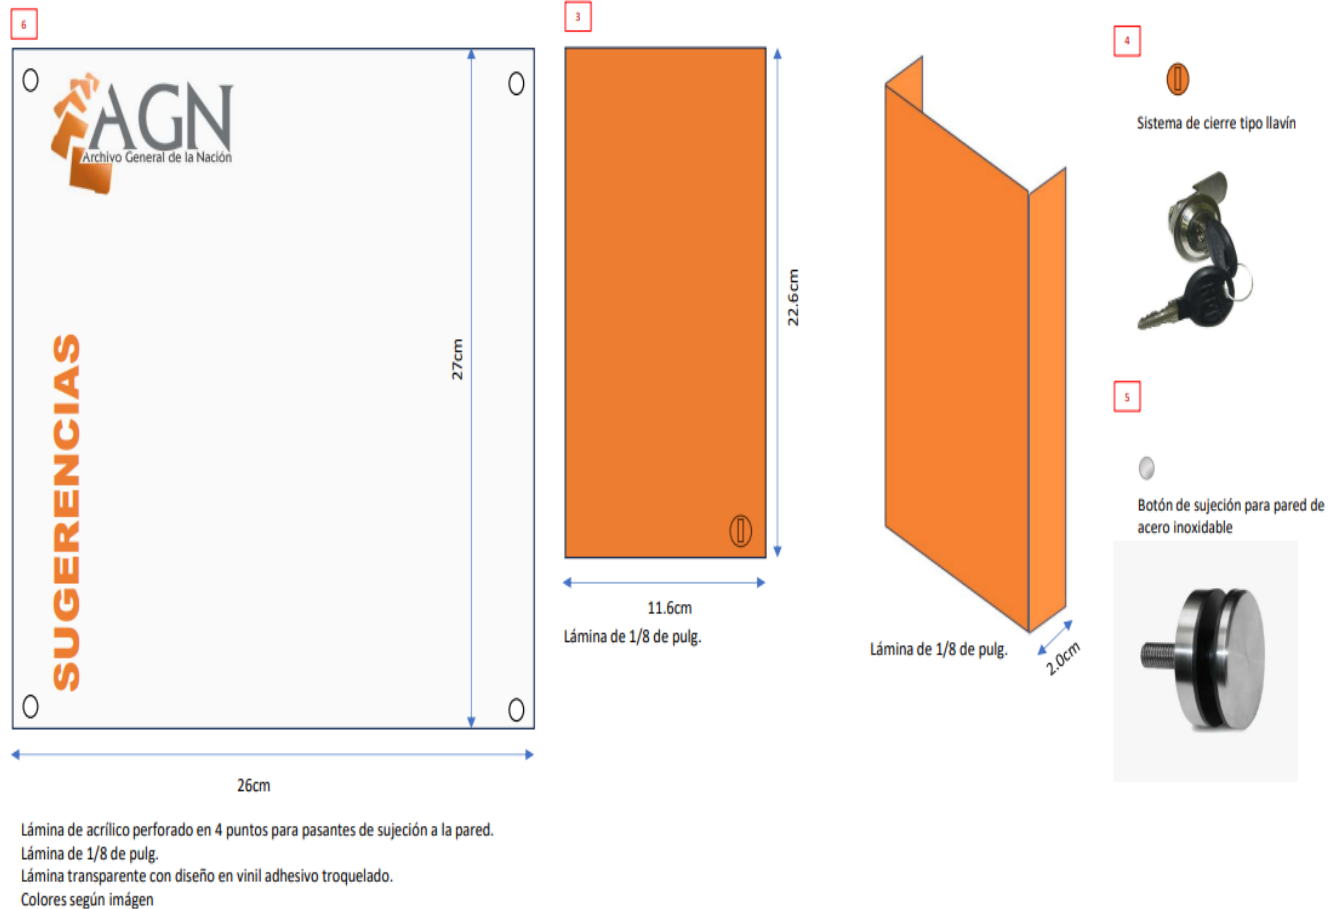 6
AGN
Archivo General de la Nación
SUGERENCIAS
27cm
26cm
Lámina de acrílico perforado en 4 puntos para pasantes de sujeción a la pared.
Lámina de 1/8 de pulg.
Lámina transparente con diseño en vinil adhesivo troquelado.
Colores según imágen
3
22.6cm
11.6cm
Lámina de 1/8 de pulg.
Lámina de 1/8 de pulg.
2.0cm
4
Sistema de cierre tipo llavín
5
Botón de sujeción para pared de
acero inoxidable